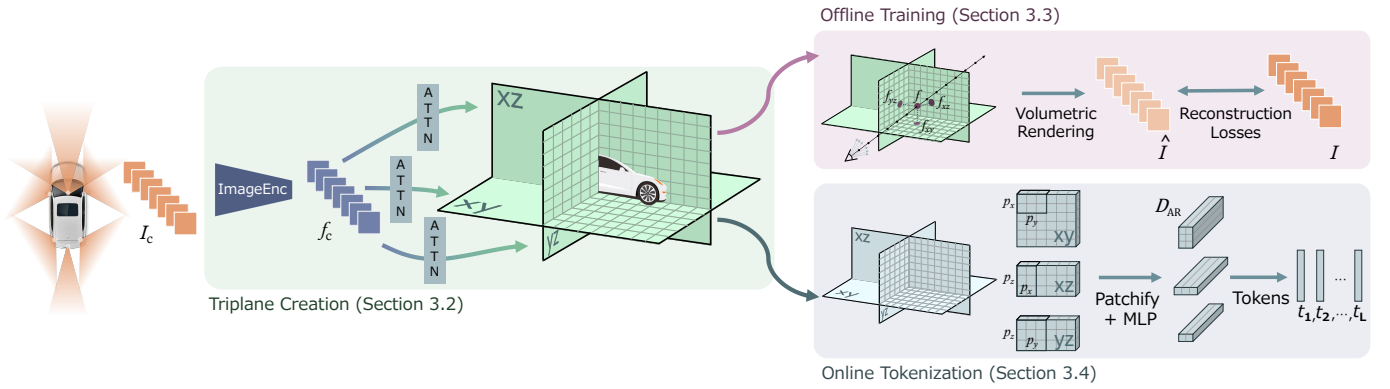 I_c
ImageEnc
f_c
ATTN
ATTN
ATTN
xz
xy
yz
Triplane Creation (Section 3.2)
Offline Training (Section 3.3)
f_yz
f
f_xz
f_xy
Volumetric
Rendering
Î
Reconstruction
Losses
I
xz
xy
yz
p_x
p_y
xy
p_z
p_x
xz
p_z
p_y
yz
Patchify
+ MLP
D_AR
Tokens
...
t_1,t_2,...,t_L
Online Tokenization (Section 3.4)